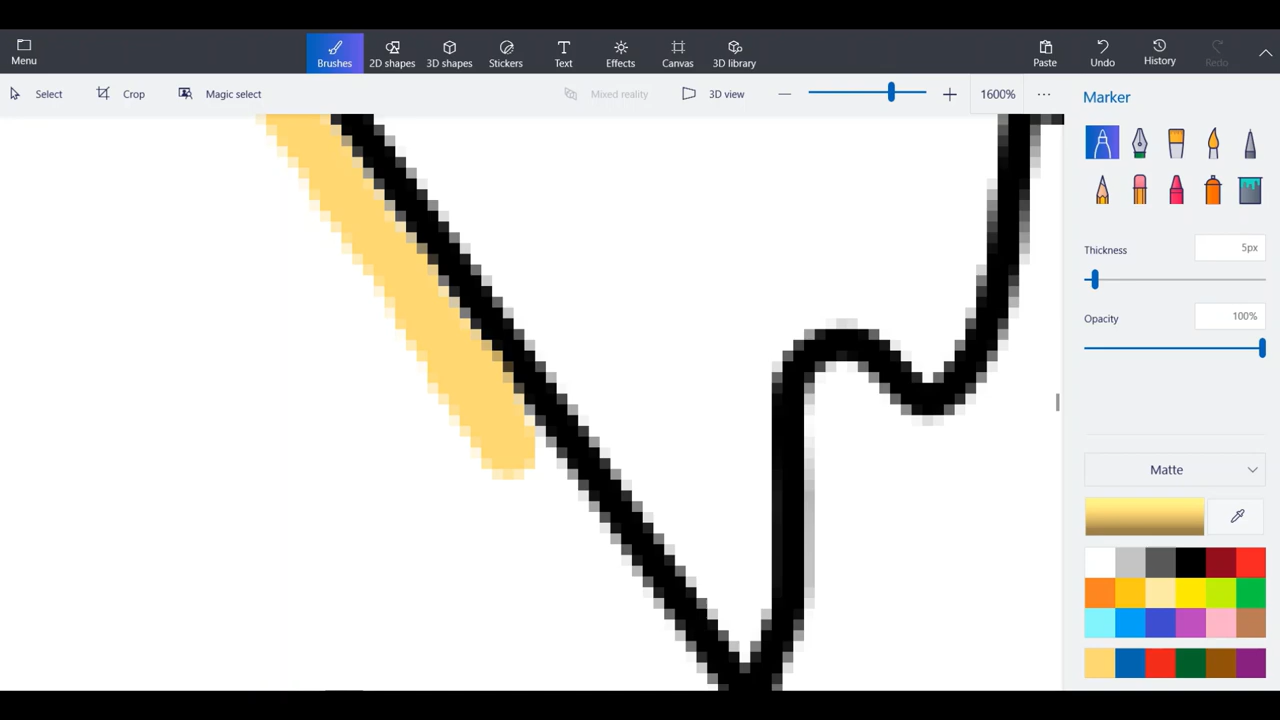 Menu
Brushes
2D shapes
3D shapes
Stickers
Text
Effects
Canvas
3D library
Paste
Undo
History
Redo
Select
Crop
Magic select
Mixed reality
3D view
1600%
Marker
Thickness
5px
Opacity
100%
Matte